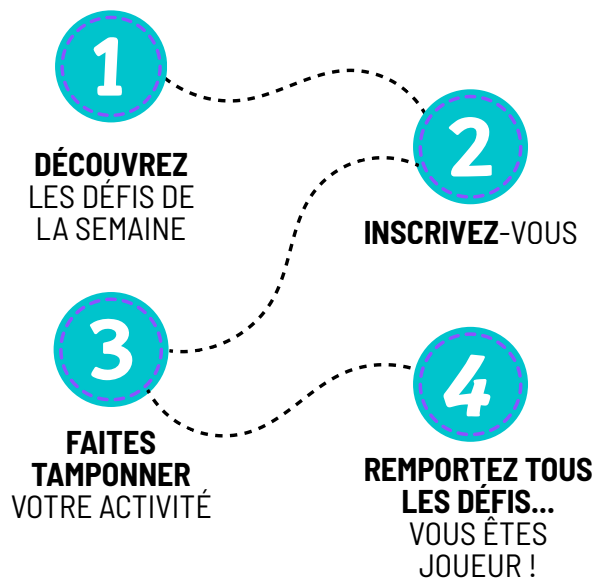 1
DÉCOUVREZ
LES DÉFIS DE
LA SEMAINE
2
INSCRIVEZ-VOUS
3
FAITES
TAMPONNER
VOTRE ACTIVITÉ
4
REMPORTEZ TOUS
LES DÉFIS...
VOUS ÊTES
JOUEUR !